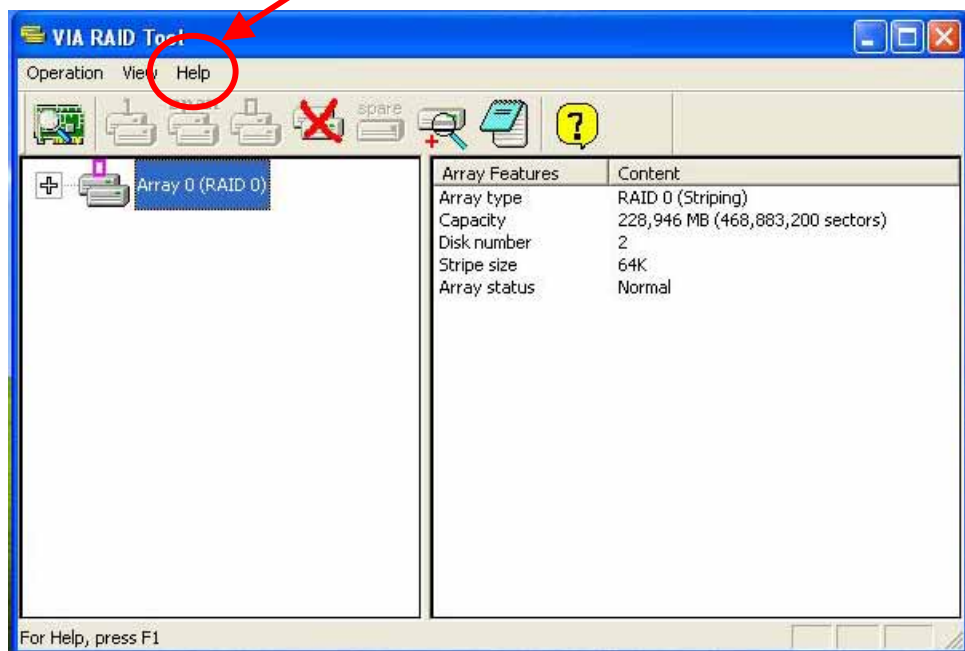 VIA RAID Tool
Operation View Help
spare
Array 0 (RAID 0)
Array Features Content
Array type RAID 0 (Striping)
Capacity 228,946 MB (468,883,200 sectors)
Disk number 2
Stripe size 64K
Array status Normal
For Help, press F1